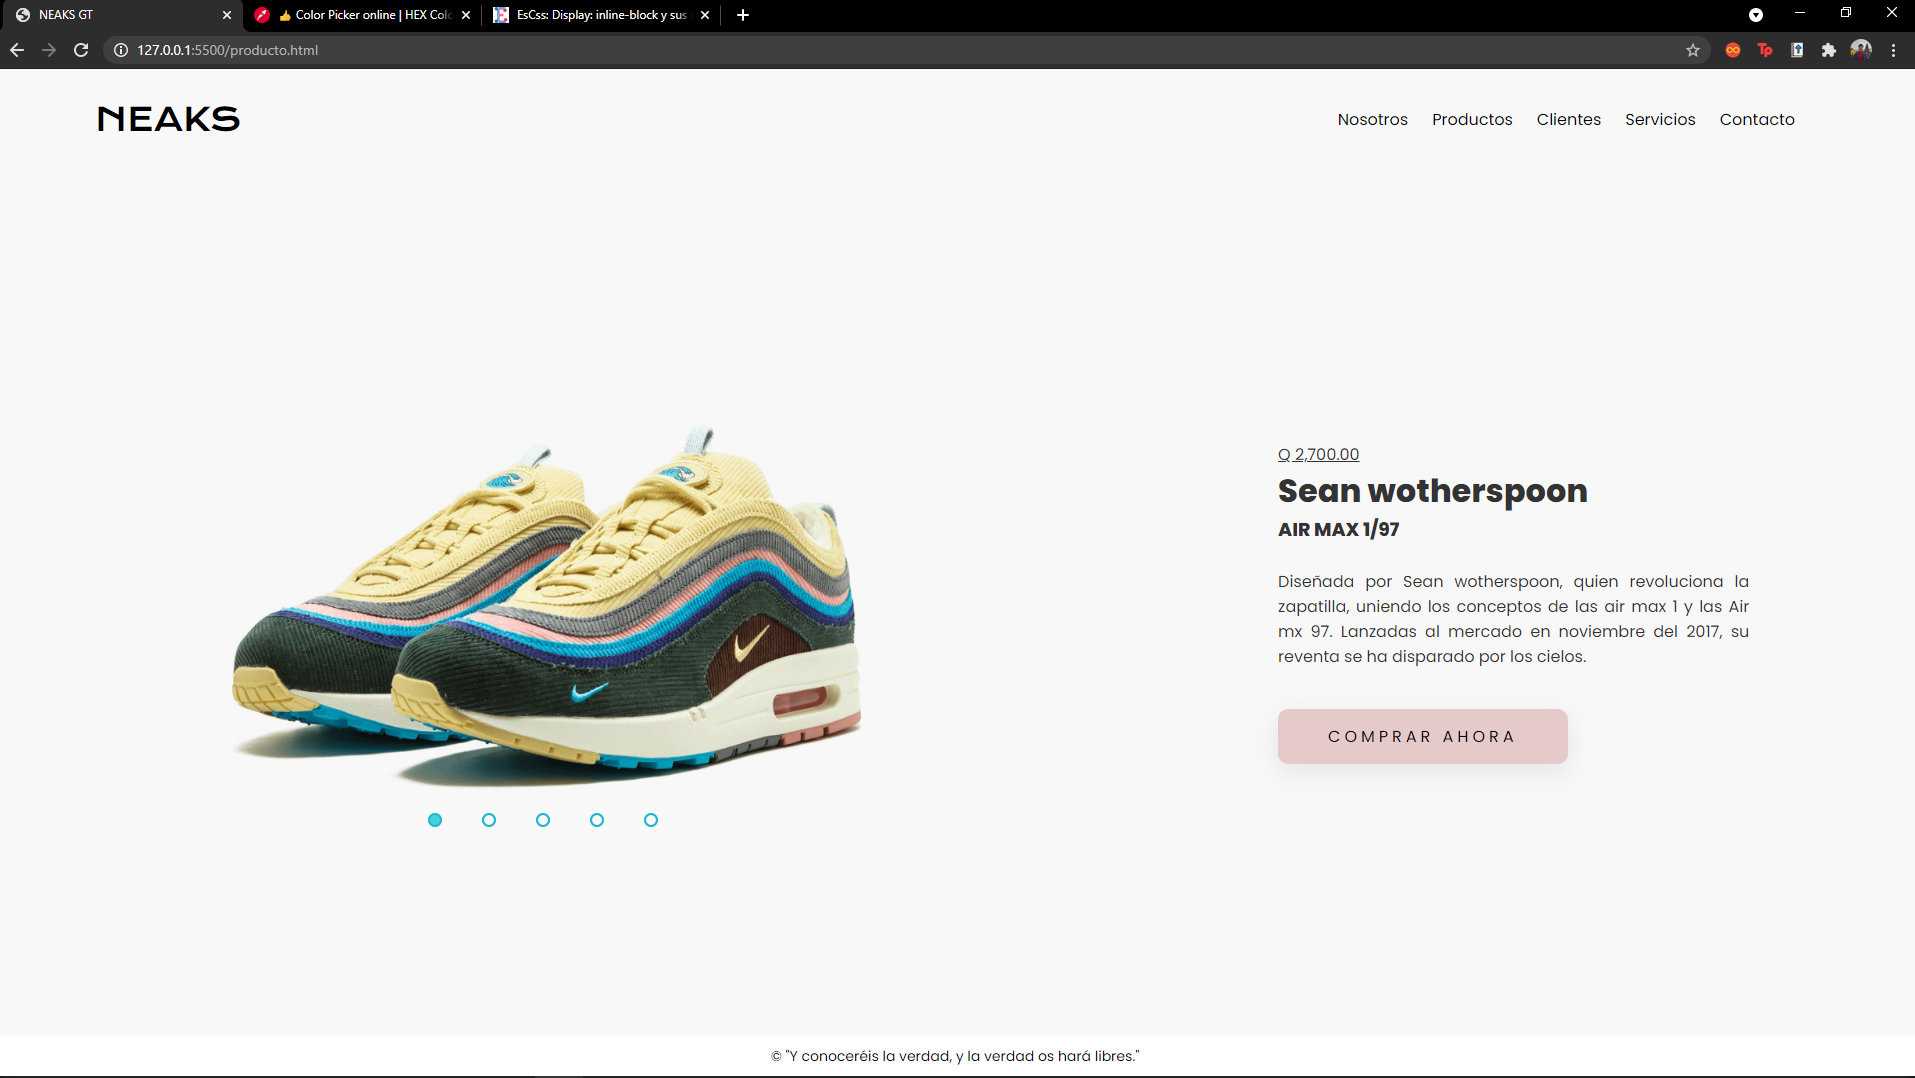 NEAKS GT
👍 Color Picker online | HEX Colo
EsCss: Display: inline-block y sus
127.0.0.1:5500/producto.html
NEAKS
Nosotros Productos Clientes Servicios Contacto
Q 2,700.00
Sean wotherspoon
AIR MAX 1/97
Diseñada por Sean wotherspoon, quien revoluciona la
zapatilla, uniendo los conceptos de las air max 1 y las Air
mx 97. Lanzadas al mercado en noviembre del 2017, su
reventa se ha disparado por los cielos.
COMPRAR AHORA
© "Y conoceréis la verdad, y la verdad os hará libres."